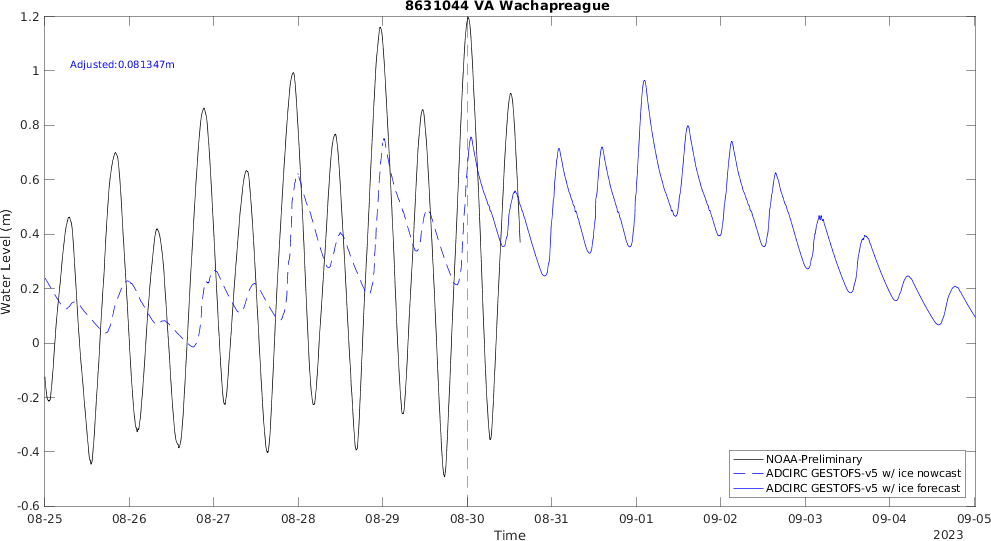 8631044 VA Wachapreague
1.2
1
0.8
0.6
0.4
0.2
0
-0.2
-0.4
-0.6
Water Level (m)
Adjusted:0.081347m
NOAA-Preliminary
ADCIRC GESTOFS-v5 w/ ice nowcast
ADCIRC GESTOFS-v5 w/ ice forecast
08-25 08-26 08-27 08-28 08-29 08-30 08-31 09-01 09-02 09-03 09-04 09-05
Time
2023